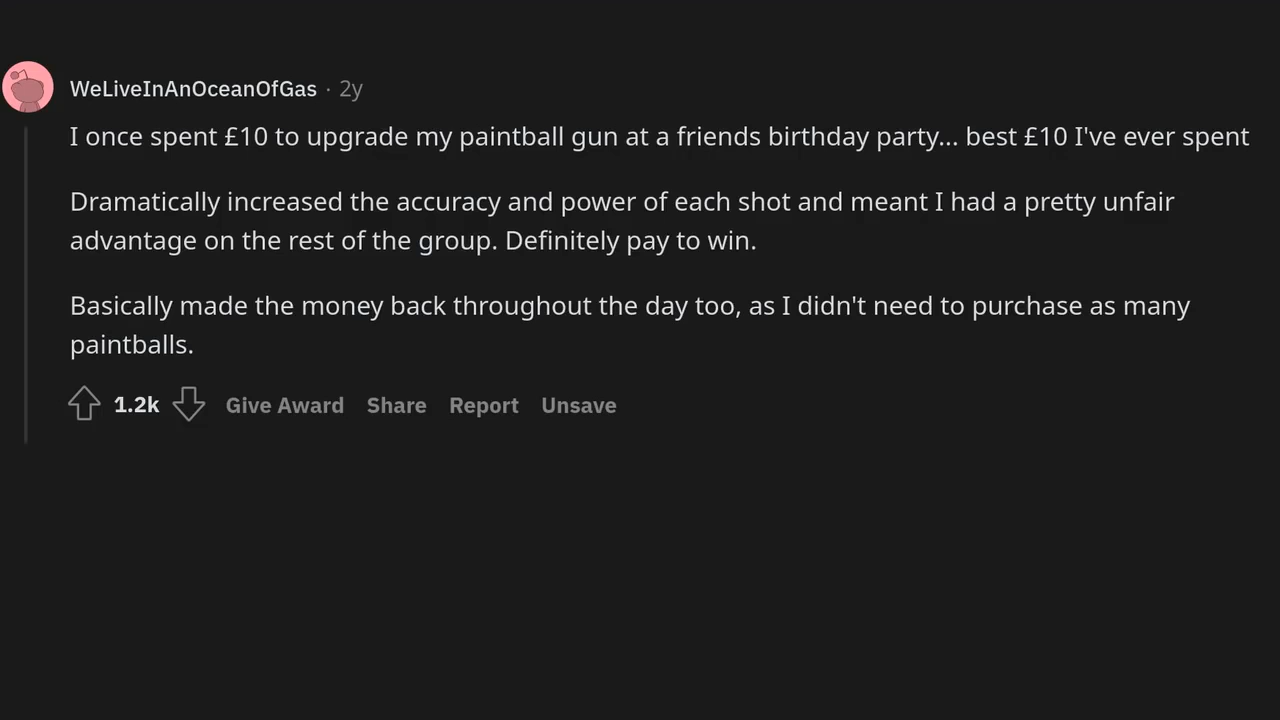 WeLiveInAnOceanOfGas · 2y
I once spent £10 to upgrade my paintball gun at a friends birthday party... best £10 I've ever spent
Dramatically increased the accuracy and power of each shot and meant I had a pretty unfair
advantage on the rest of the group. Definitely pay to win.
Basically made the money back throughout the day too, as I didn't need to purchase as many
paintballs.
1.2k Give Award Share Report Unsave